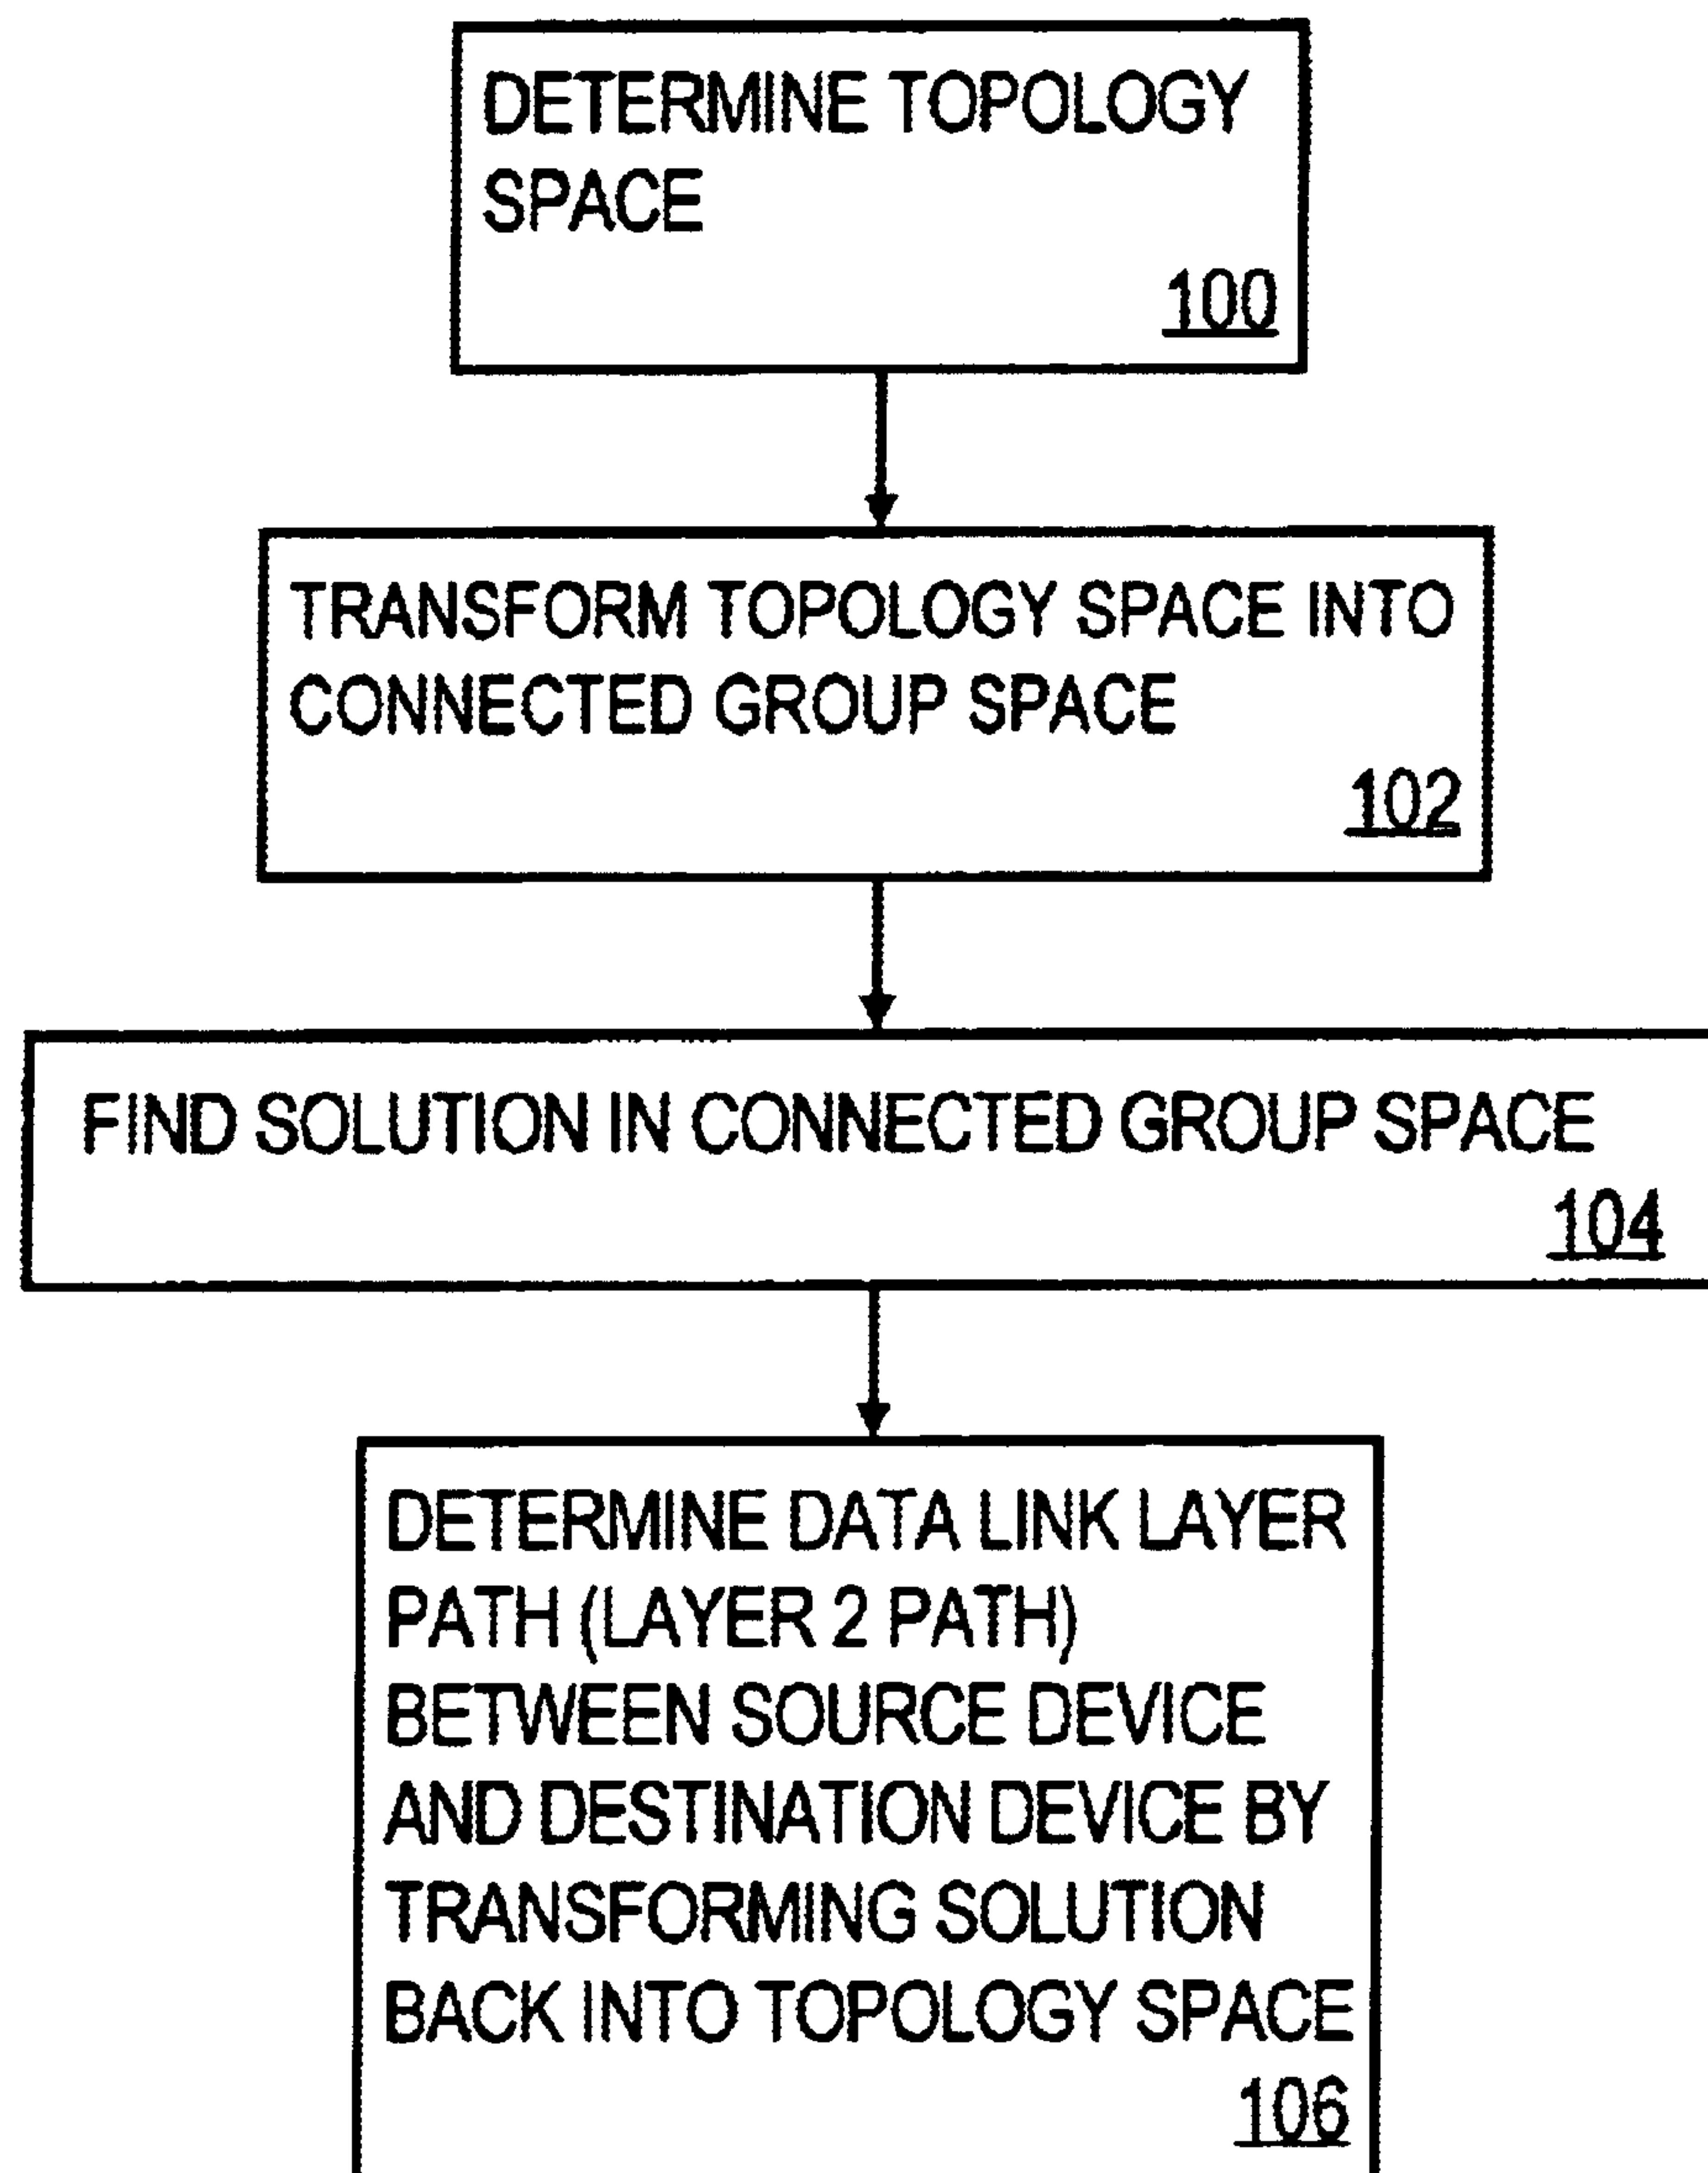 DETERMINE TOPOLOGY
SPACE
100
TRANSFORM TOPOLOGY SPACE INTO
CONNECTED GROUP SPACE
102
FIND SOLUTION IN CONNECTED GROUP SPACE
104
DETERMINE DATA LINK LAYER
PATH (LAYER 2 PATH)
BETWEEN SOURCE DEVICE
AND DESTINATION DEVICE BY
TRANSFORMING SOLUTION
BACK INTO TOPOLOGY SPACE
106